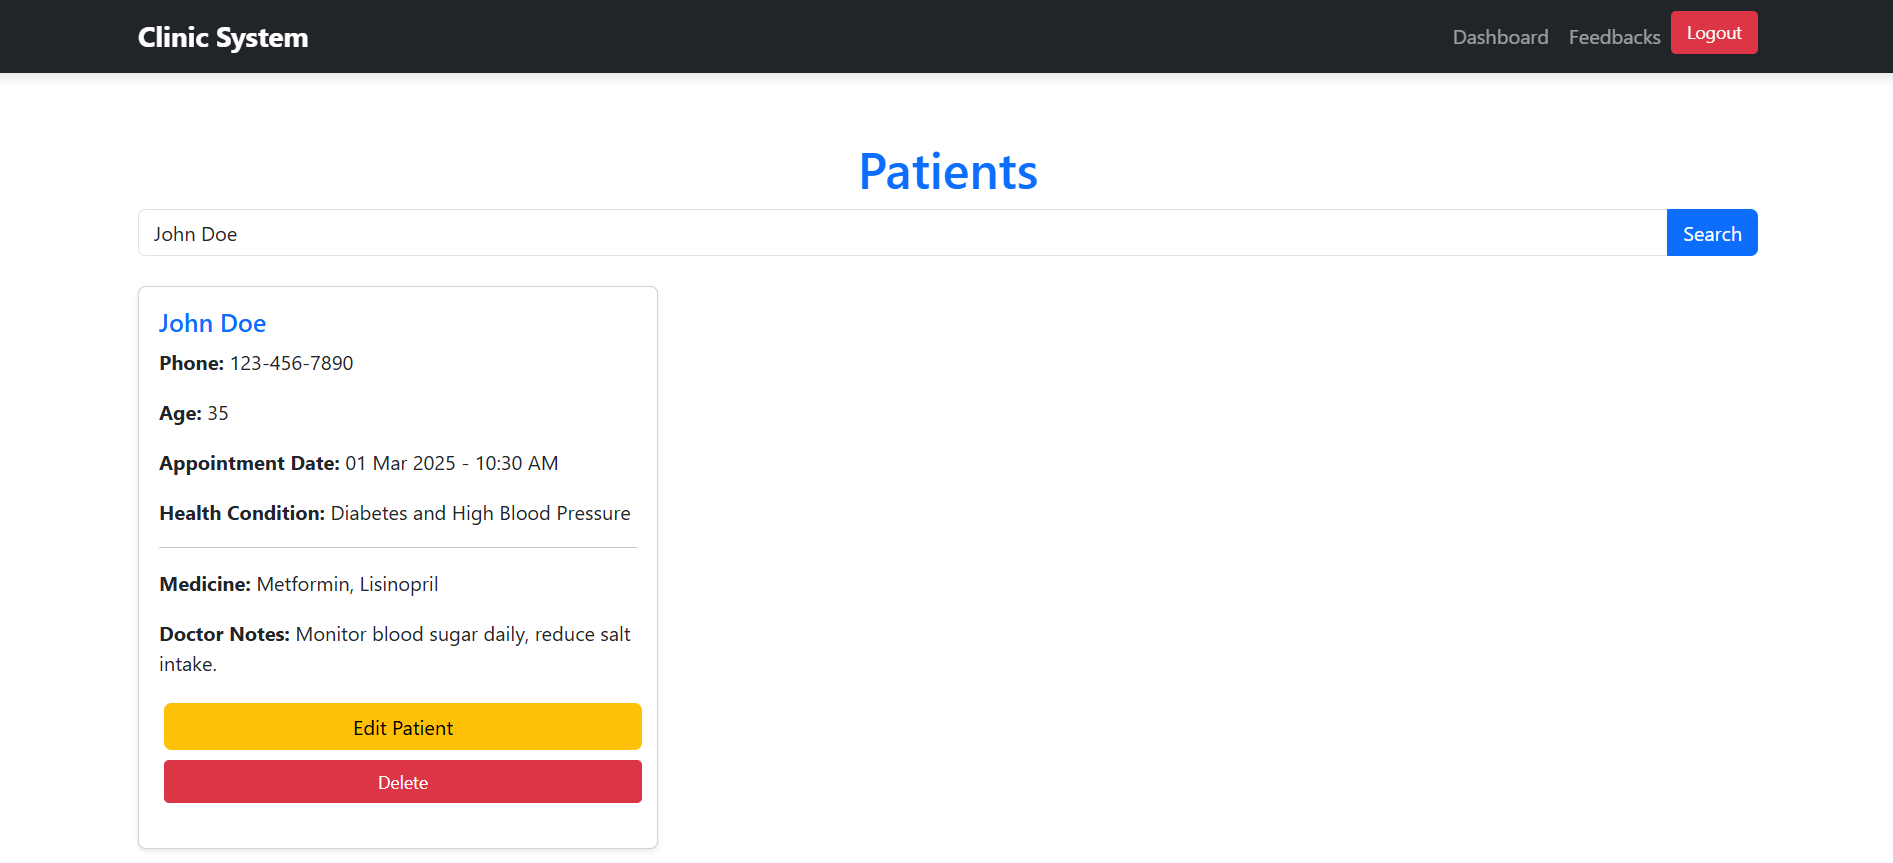 Clinic System
Dashboard
Feedbacks
Logout
Patients
John Doe
Search
John Doe
Phone: 123-456-7890
Age: 35
Appointment Date: 01 Mar 2025 - 10:30 AM
Health Condition: Diabetes and High Blood Pressure
Medicine: Metformin, Lisinopril
Doctor Notes: Monitor blood sugar daily, reduce salt
intake.
Edit Patient
Delete